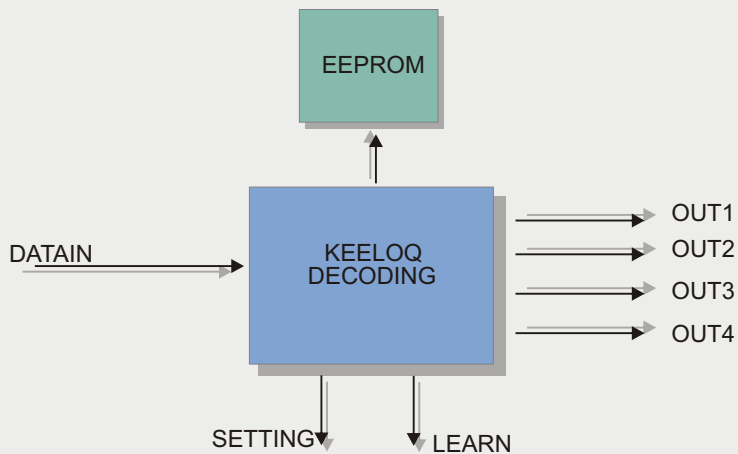 EEPROM
DATAIN
KEELOQ
DECODING
OUT1
OUT2
OUT3
OUT4
SETTING
LEARN